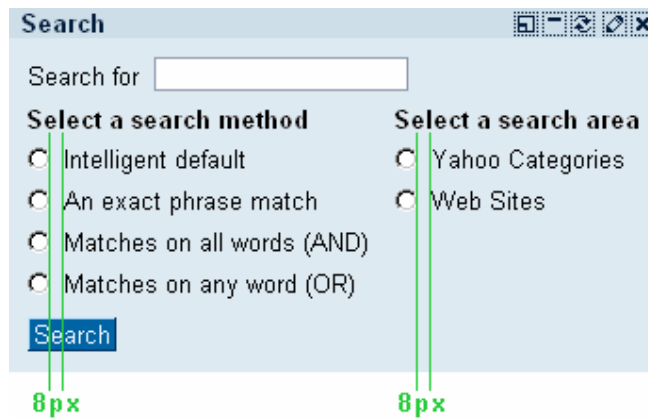 Search
Search for
Select a search method
Select a search area
Intelligent default
Yahoo Categories
An exact phrase match
Web Sites
Matches on all words (AND)
Matches on any word (OR)
Search
8px
8px